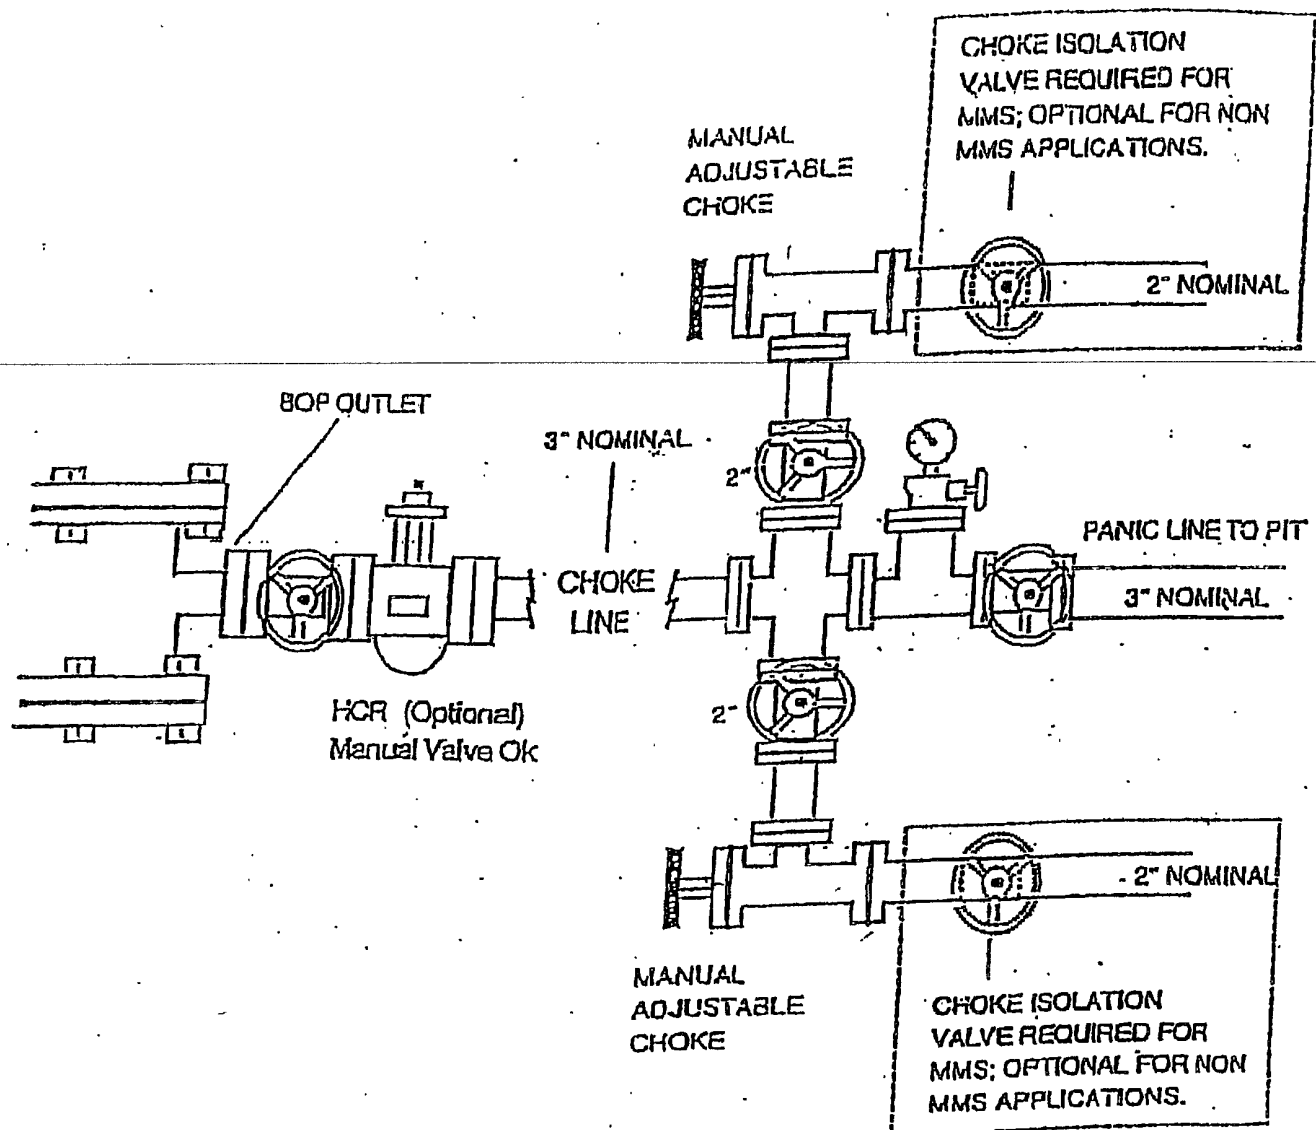 CHOKE ISOLATION
VALVE REQUIRED FOR
MMS; OPTIONAL FOR NON
MMS APPLICATIONS.
MANUAL
ADJUSTABLE
CHOKE
2" NOMINAL
BOP OUTLET
3" NOMINAL
2"
PANIC LINE TO PIT
CHOKE
LINE
3" NOMINAL
HCR (Optional)
Manual Valve Ok
2"
2" NOMINAL
MANUAL
ADJUSTABLE
CHOKE
CHOKE ISOLATION
VALVE REQUIRED FOR
MMS; OPTIONAL FOR NON
MMS APPLICATIONS.